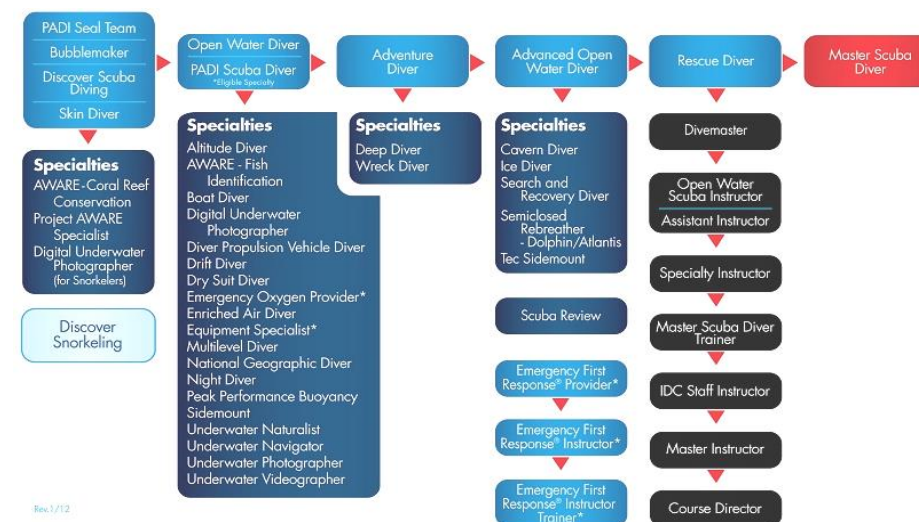 PADI Seal Team
Bubblemaker
Discover Scuba
Diving
Skin Diver
Specialties
AWARE-Coral Reef
Conservation
Project AWARE
Specialist
Digital Underwater
Photographer
(for Snorkelers)
Discover
Snorkeling
Open Water Diver
PADI Scuba Diver
*Eligible Specialty
Specialties
Altitude Diver
AWARE - Fish
Identification
Boat Diver
Digital Underwater
Photographer
Diver Propulsion Vehicle Diver
Drift Diver
Dry Suit Diver
Emergency Oxygen Provider*
Enriched Air Diver
Equipment Specialist*
Multilevel Diver
National Geographic Diver
Night Diver
Peak Performance Buoyancy
Sidemount
Underwater Naturalist
Underwater Navigator
Underwater Photographer
Underwater Videographer
Adventure
Diver
Specialties
Deep Diver
Wreck Diver
Advanced Open
Water Diver
Specialties
Cavern Diver
Ice Diver
Search and
Recovery Diver
Semiclosed
Rebreather
- Dolphin/Atlantis
Tec Sidemount
Scuba Review
Emergency First
Response® Provider*
Emergency First
Response® Instructor*
Emergency First
Response® Instructor
Trainer*
Rescue Diver
Divemaster
Open Water
Scuba Instructor
Assistant Instructor
Specialty Instructor
Master Scuba Diver
Trainer
IDC Staff Instructor
Master Instructor
Course Director
Master Scuba
Diver
Rev.1/12